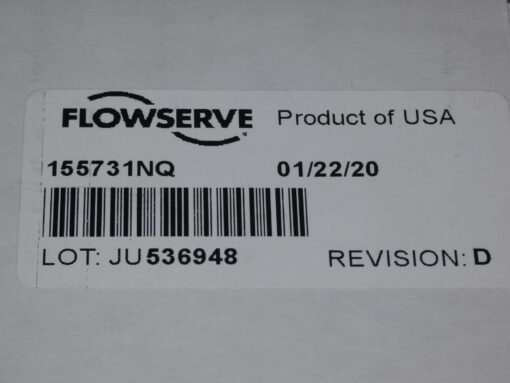 FLOWSERVE Product of USA
155731NQ 01/22/20
LOT: JU536948 REVISION: D